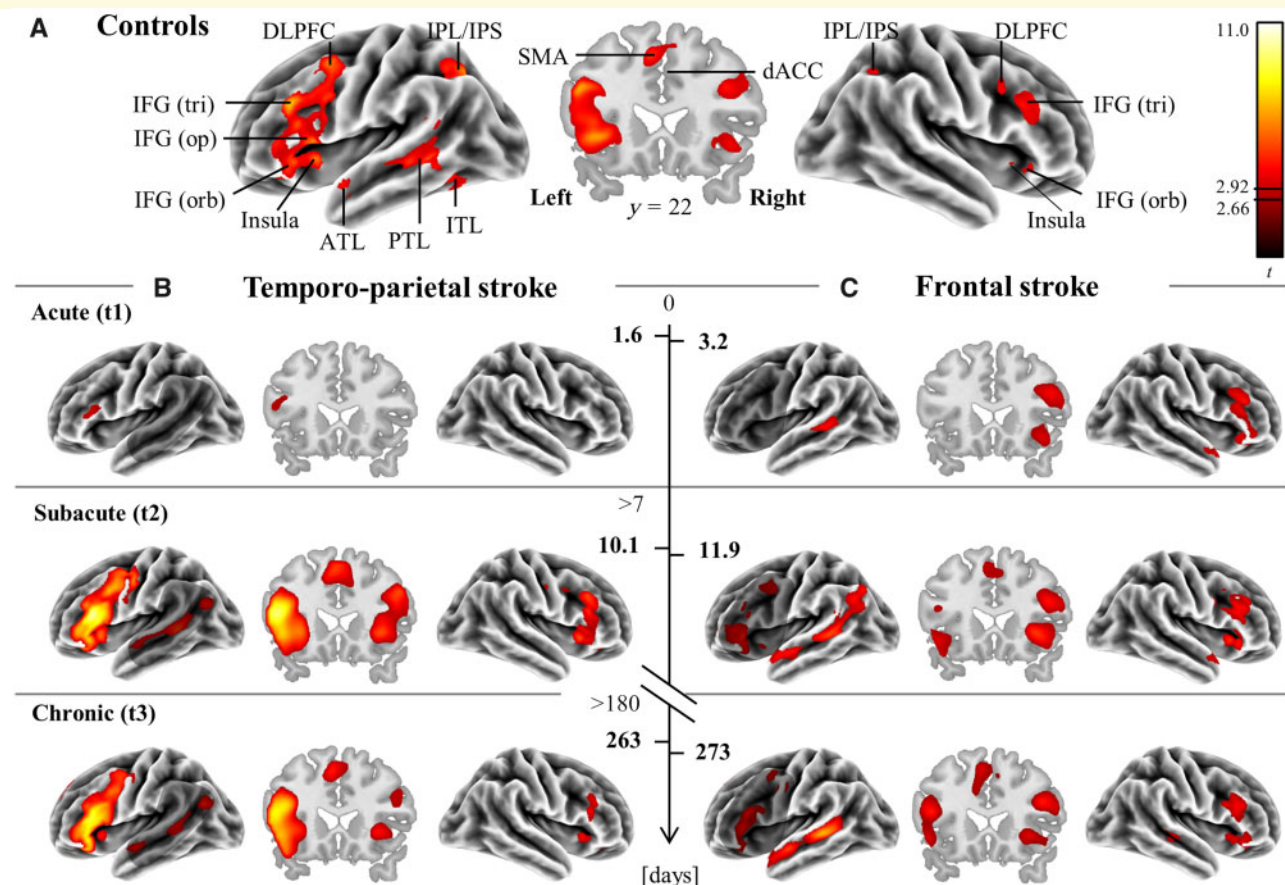 A Controls
DLPFC
IPL/IPS
IFG (tri)
IFG (op)
IFG (orb)
Insula
ATL
PTL
ITL
SMA
dACC
Left
Right
y = 22
IPL/IPS
DLPFC
IFG (tri)
IFG (orb)
Insula
11.0
2.92
2.66
t
B Temporo-parietal stroke
0
C Frontal stroke
Acute (t1)
1.6
3.2
Subacute (t2)
>7
10.1
11.9
Chronic (t3)
>180
263
273
[days]